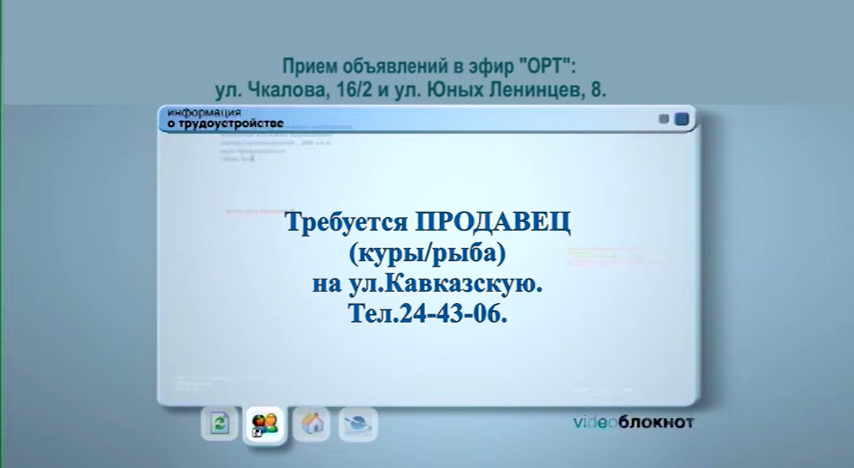 Прием объявлений в эфир "ОРТ":
ул. Чкалова, 16/2 и ул. Юных Ленинцев, 8.
информация
о трудоустройстве
Требуется ПРОДАВЕЦ
(куры/рыба)
на ул.Кавказскую.
Тел.24-43-06.
videoблокнот